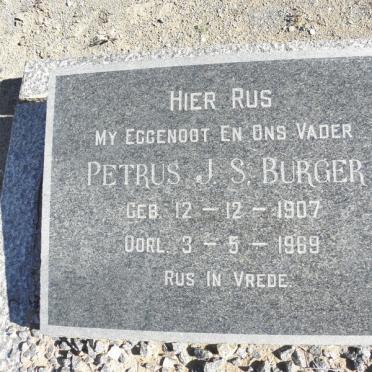 HIER RUS
MY EGGENOOT EN ONS VADER
PETRUS J. S. BURGER
GEB. 12 - 12 - 1907
OORL. 3 - 5 - 1969
RUS IN VREDE.